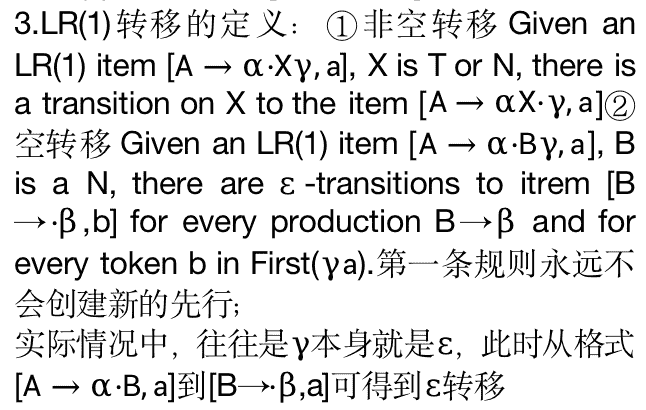 3.LR(1)转移的定义： ①非空转移 Given an
LR(1) item [A → α·Xγ, a], X is T or N, there is
a transition on X to the item [A → αX·γ, a]②
空转移 Given an LR(1) item [A → α·Bγ, a], B
is a N, there are ε-transitions to itrem [B
→·β,b] for every production B→β and for
every token b in First(γa).第一条规则永远不
会创建新的先行;
实际情况中，往往是γ本身就是ε，此时从格式
[A → α·B, a]到[B→·β,a]可得到ε转移